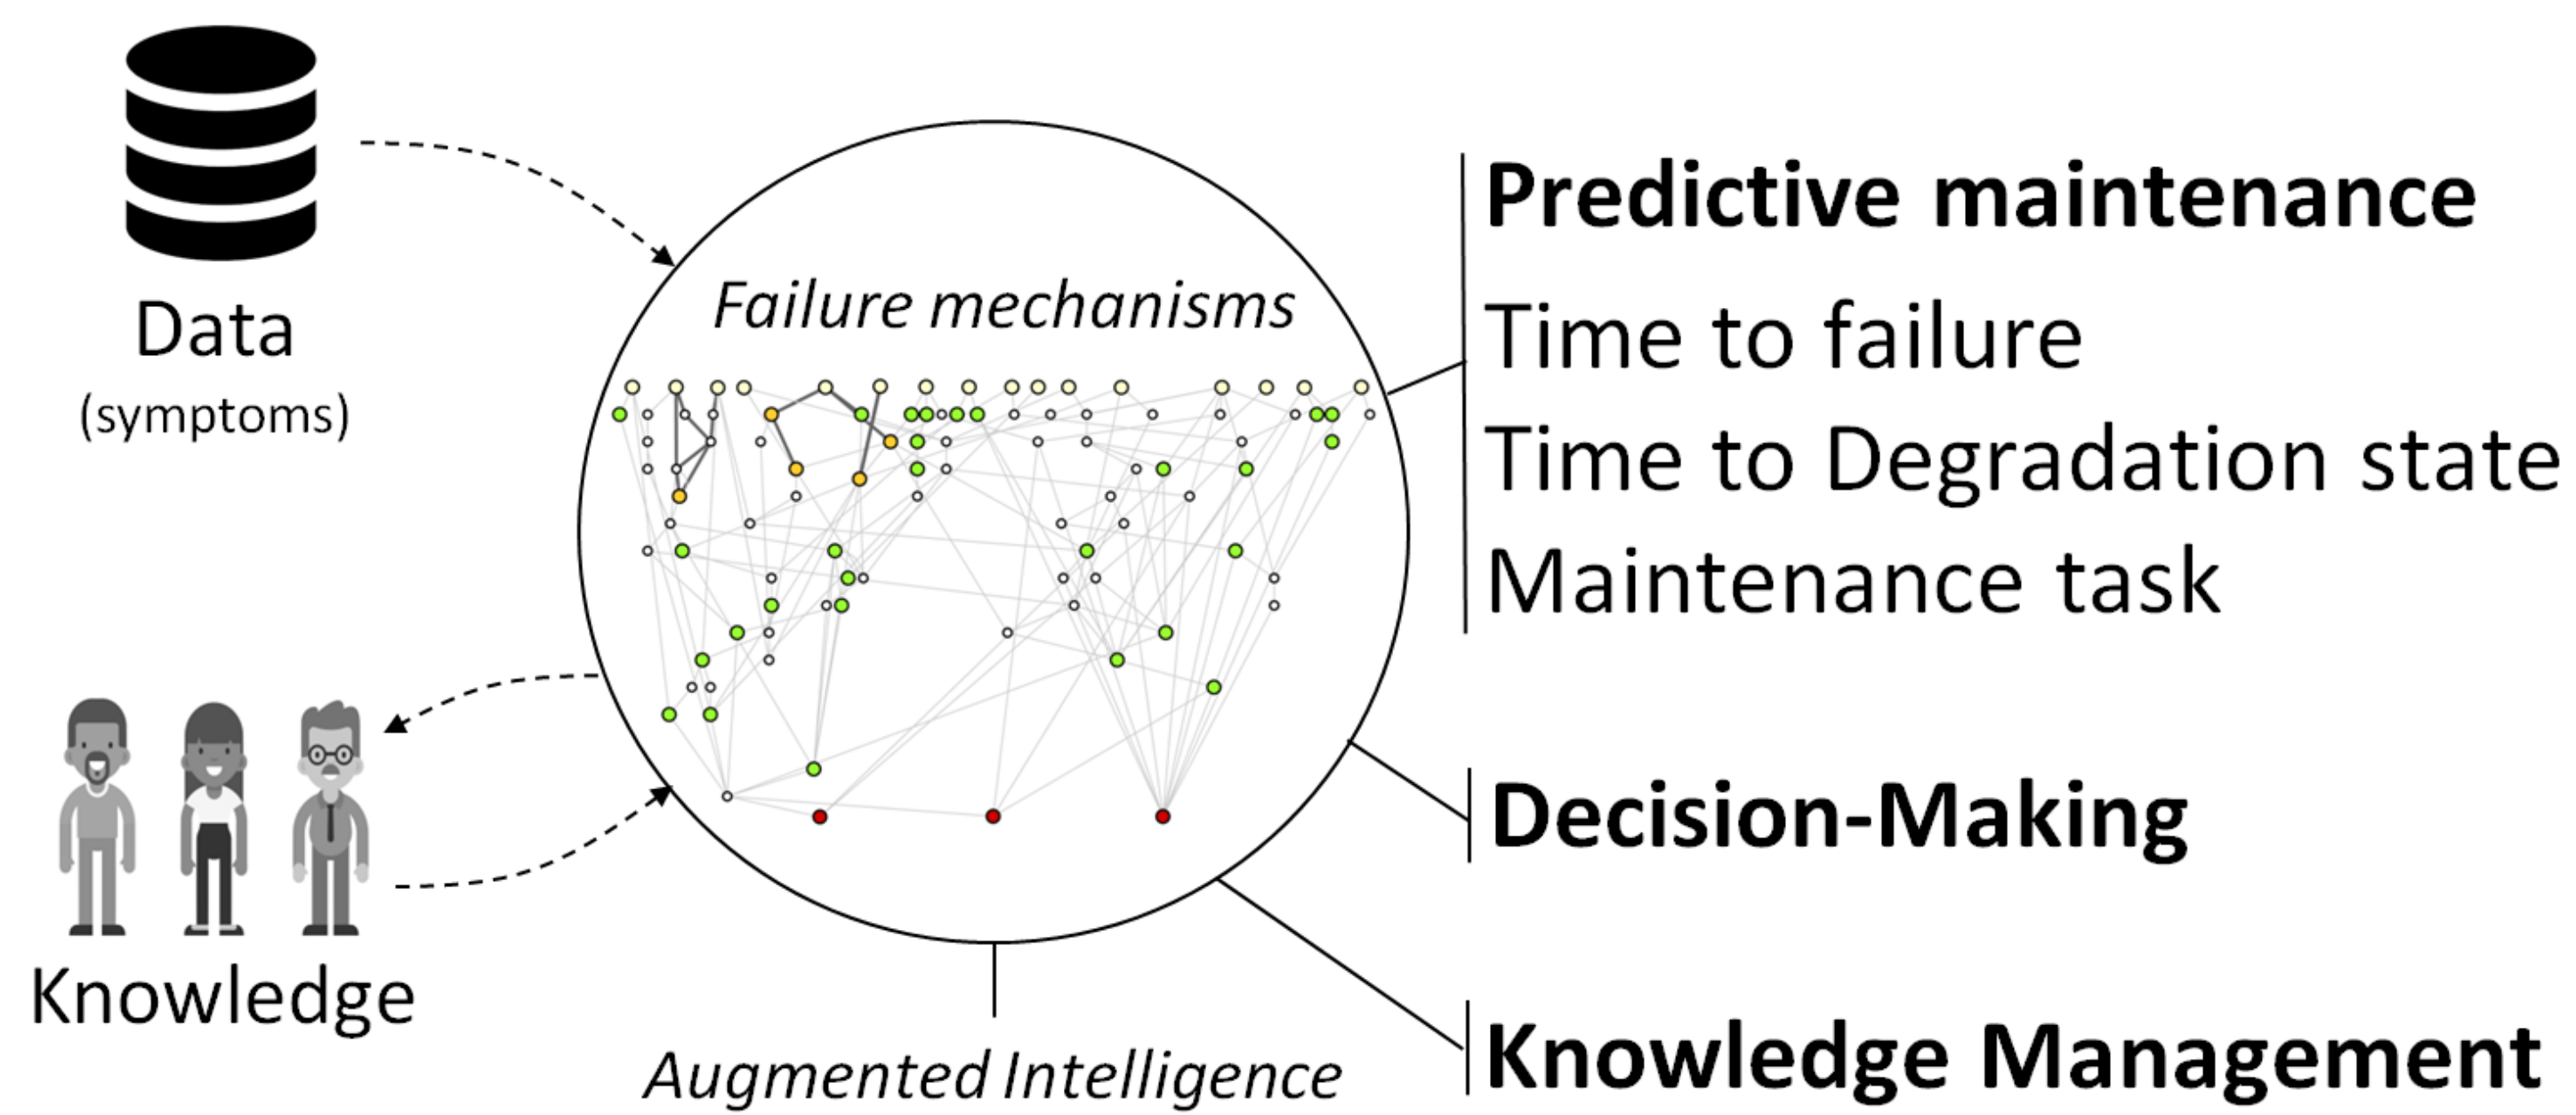 Data
(symptoms)
Knowledge
Failure mechanisms
Augmented Intelligence
Predictive maintenance
Time to failure
Time to Degradation state
Maintenance task
Decision-Making
Knowledge Management